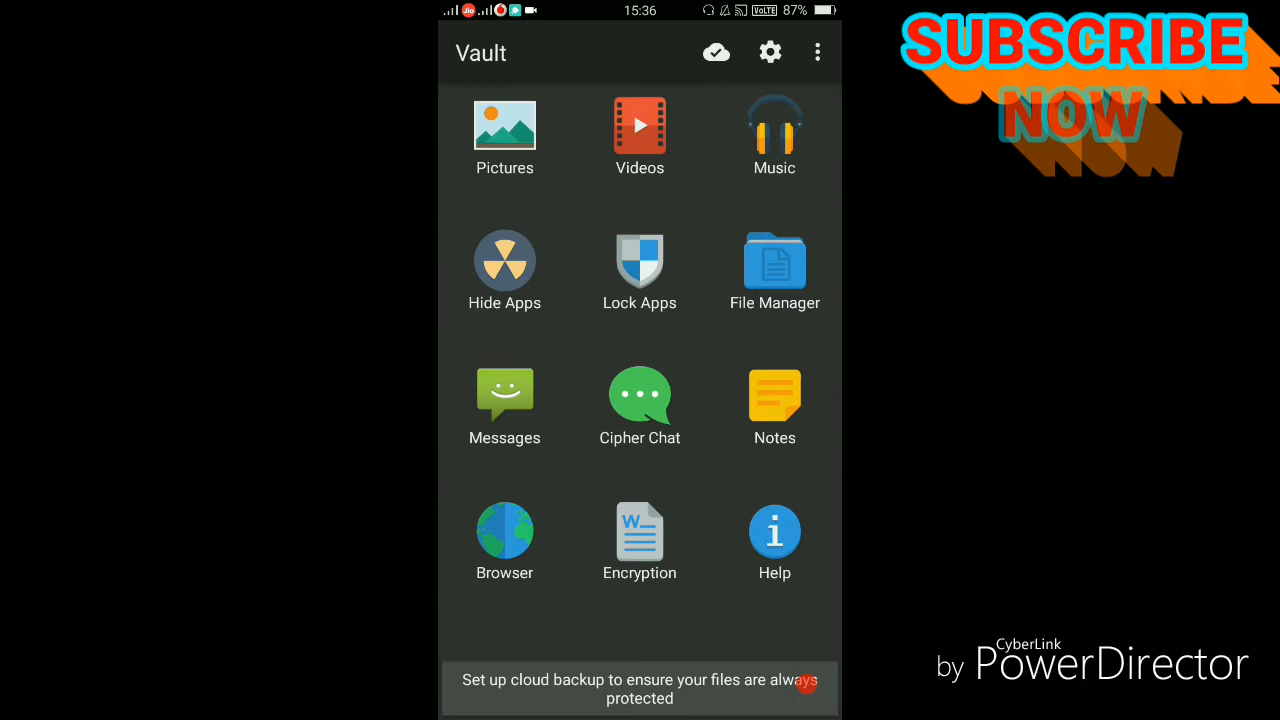 15:36
VoLTE
87%
SUBSCRIBE
NOW
Vault
Pictures
Videos
Music
Hide Apps
Lock Apps
File Manager
Messages
Cipher Chat
Notes
W
Browser
Encryption
Help
Set up cloud backup to ensure your files are always
protected
CyberLink
by PowerDirector